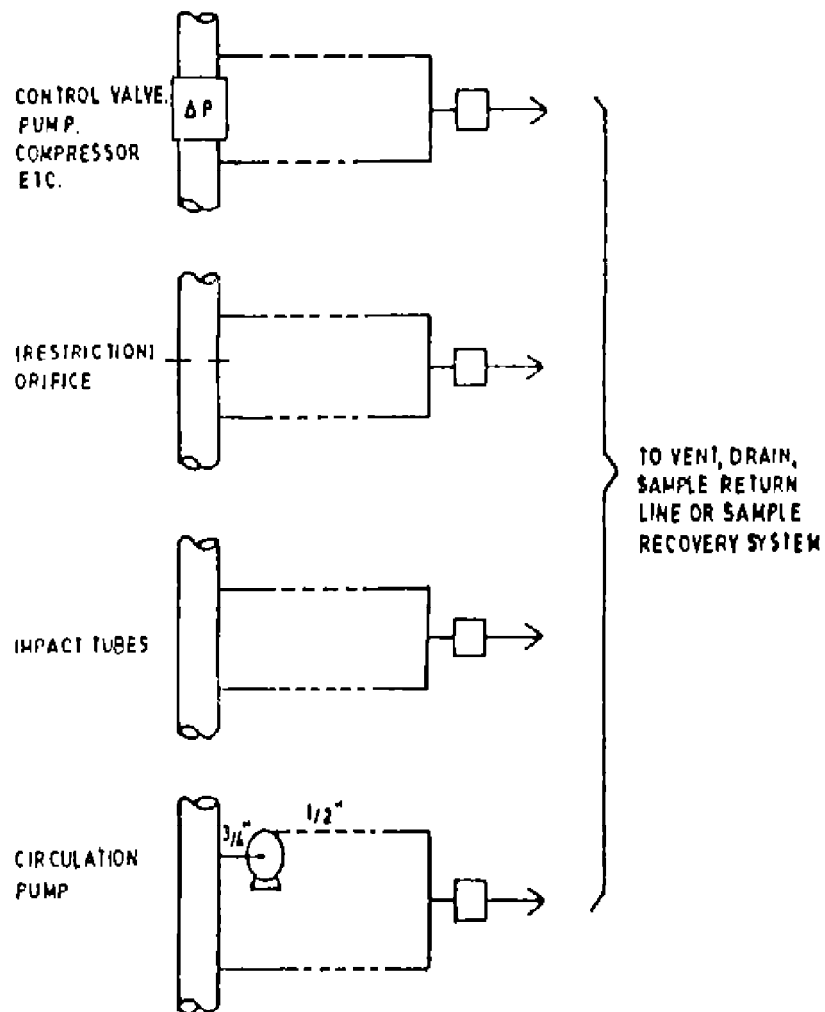 CONTROL VALVE,
PUMP,
COMPRESSOR
ETC.
ΔP
(RESTRICTION)
ORIFICE
TO VENT, DRAIN,
SAMPLE RETURN
LINE OR SAMPLE
RECOVERY SYSTEM
IMPACT TUBES
3/4"
1/2"
CIRCULATION
PUMP